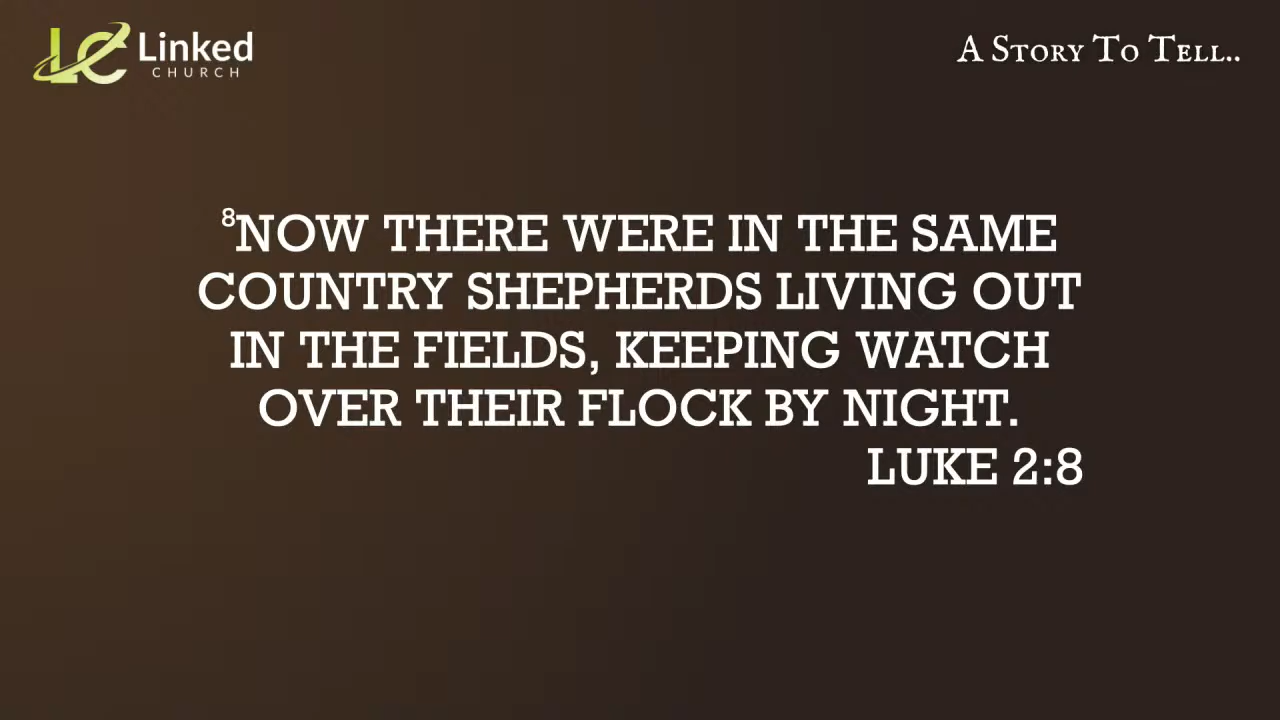 LC Linked
CHURCH
A Story To Tell..
8NOW THERE WERE IN THE SAME
COUNTRY SHEPHERDS LIVING OUT
IN THE FIELDS, KEEPING WATCH
OVER THEIR FLOCK BY NIGHT.
LUKE 2:8